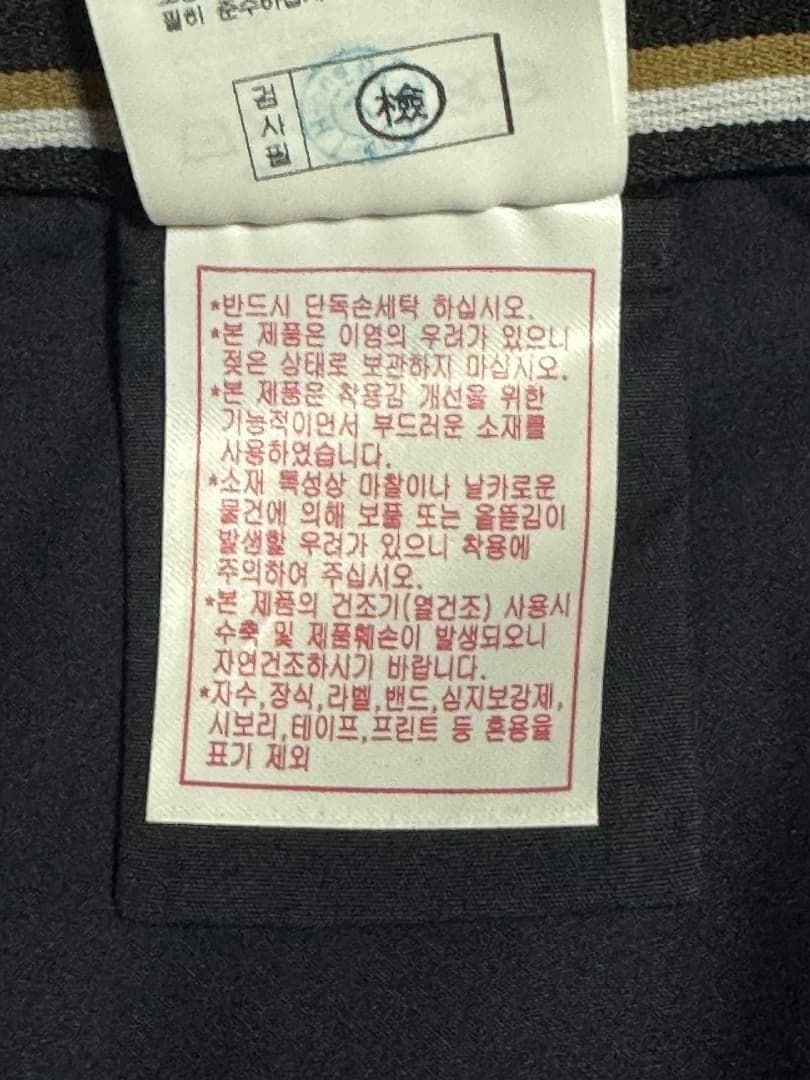 필히 준수하십시
검사필
檢
*반드시 단독손세탁 하십시오.
*본 제품은 이염의 우려가 있으니
젖은 상태로 보관하지 마십시오.
*본 제품은 착용감 개선을 위한
기능적이면서 부드러운 소재를
사용하였습니다.
*소재 특성상 마찰이나 날카로운
물건에 의해 보풀 또는 올뜯김이
발생할 우려가 있으니 착용에
주의하여 주십시오.
*본 제품의 건조기(열건조) 사용시
수축 및 제품훼손이 발생되오니
자연건조하시기 바랍니다.
*자수,장식,라벨,밴드,심지보강제,
시보리,테이프,프린트 등 혼용율
표기 제외